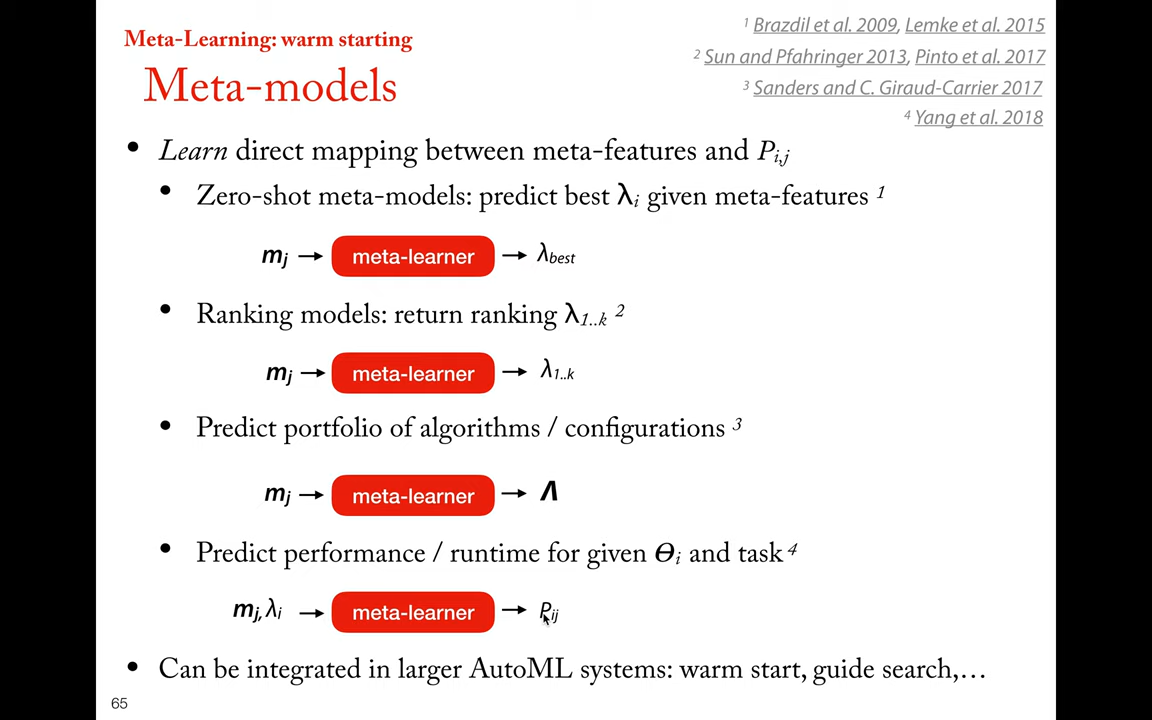 Meta-Learning: warm starting
Meta-models
¹ Brazdil et al. 2009, Lemke et al. 2015
² Sun and Pfahringer 2013, Pinto et al. 2017
³ Sanders and C. Giraud-Carrier 2017
⁴ Yang et al. 2018
• Learn direct mapping between meta-features and Pi,j
• Zero-shot meta-models: predict best λi given meta-features ¹
mj → meta-learner → λbest
• Ranking models: return ranking λ1..k ²
mj → meta-learner → λ1..k
• Predict portfolio of algorithms / configurations ³
mj → meta-learner → Λ
• Predict performance / runtime for given Θi and task ⁴
mj, λi → meta-learner → Pij
• Can be integrated in larger AutoML systems: warm start, guide search,…
65